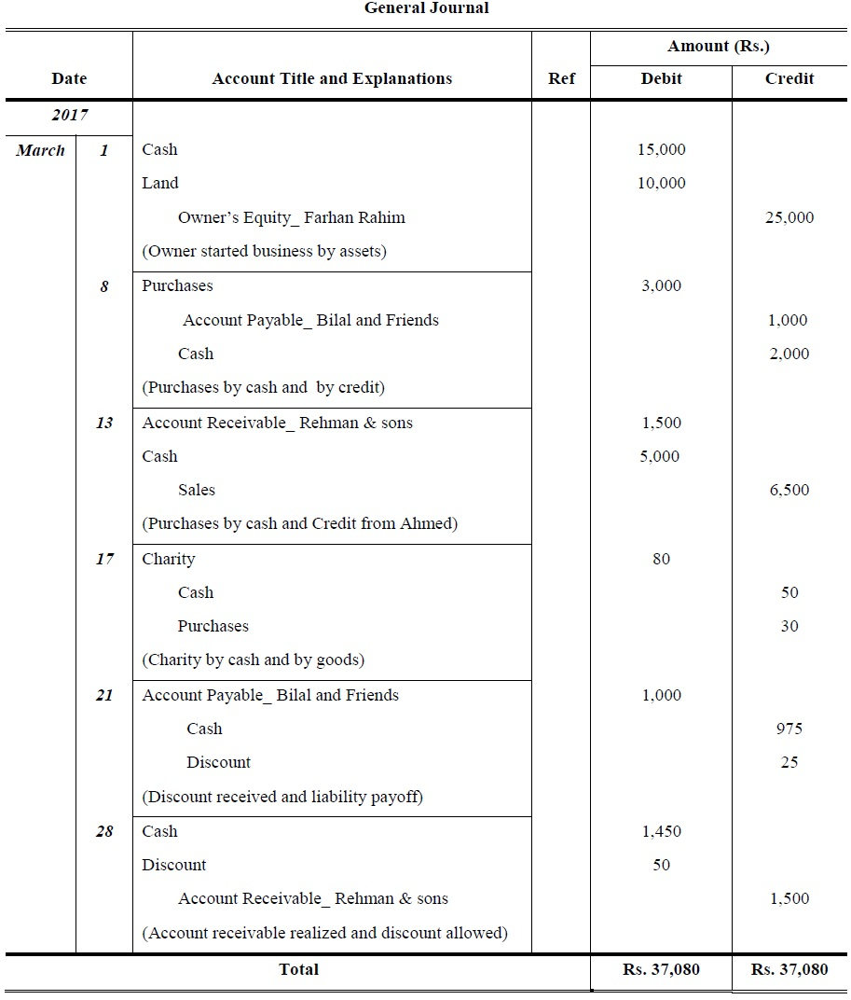 General Journal
Amount (Rs.)
Date Account Title and Explanations Ref Debit Credit
2017
March 1 Cash 15,000
Land 10,000
Owner’s Equity_ Farhan Rahim 25,000
(Owner started business by assets)
8 Purchases 3,000
Account Payable_ Bilal and Friends 1,000
Cash 2,000
(Purchases by cash and by credit)
13 Account Receivable_ Rehman & sons 1,500
Cash 5,000
Sales 6,500
(Purchases by cash and Credit from Ahmed)
17 Charity 80
Cash 50
Purchases 30
(Charity by cash and by goods)
21 Account Payable_ Bilal and Friends 1,000
Cash 975
Discount 25
(Discount received and liability payoff)
28 Cash 1,450
Discount 50
Account Receivable_ Rehman & sons 1,500
(Account receivable realized and discount allowed)
Total Rs. 37,080 Rs. 37,080